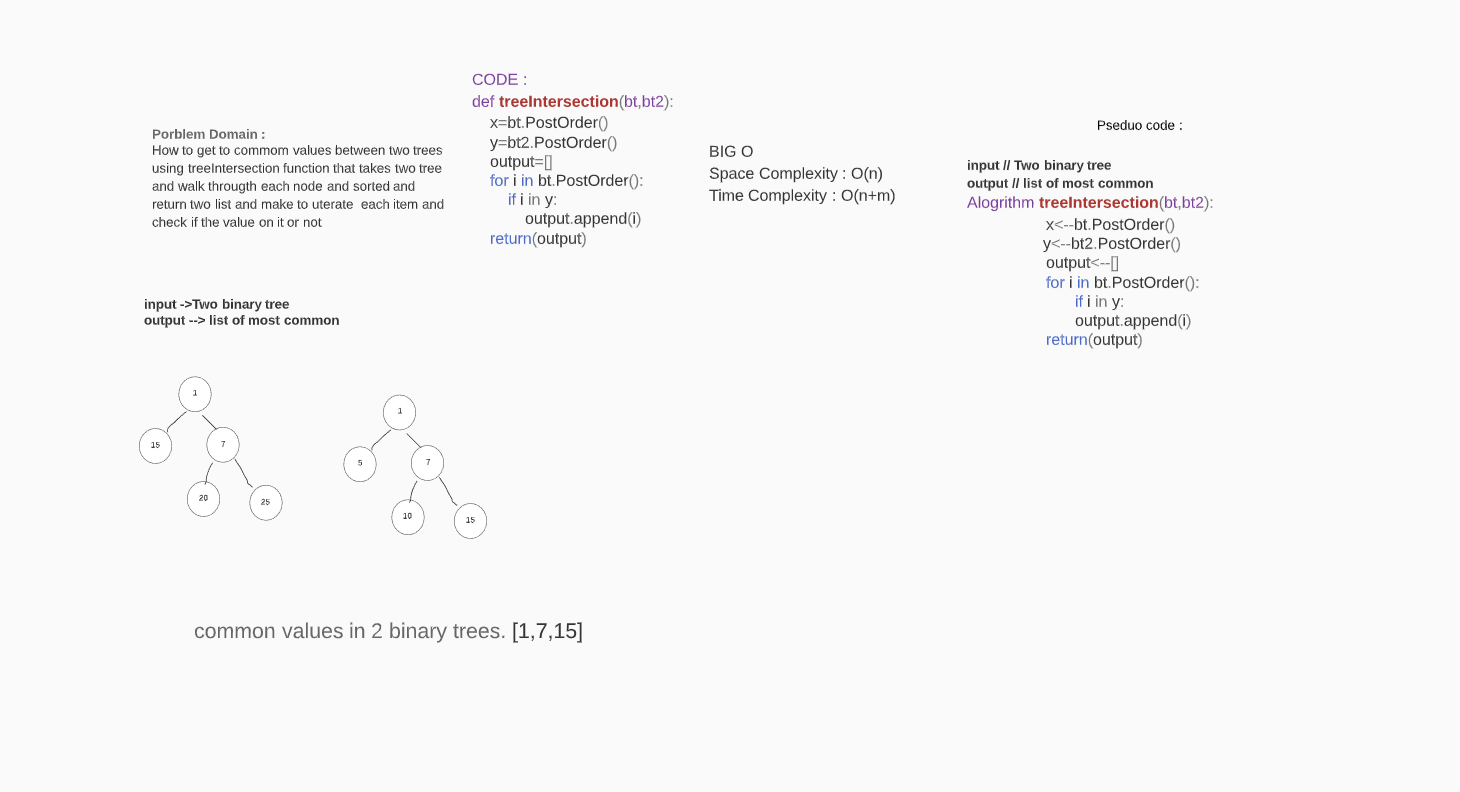 CODE :
def treeIntersection(bt,bt2):
x=bt.PostOrder()
y=bt2.PostOrder()
output=[]
for i in bt.PostOrder():
if i in y:
output.append(i)
return(output)
Porblem Domain :
How to get to commom values between two trees
using treeIntersection function that takes two tree
and walk througth each node and sorted and
return two list and make to uterate each item and
check if the value on it or not
input ->Two binary tree
output --> list of most common
BIG O
Space Complexity : O(n)
Time Complexity : O(n+m)
Pseduo code :
input // Two binary tree
output // list of most common
Alogrithm treeIntersection(bt,bt2):
x<--bt.PostOrder()
y<--bt2.PostOrder()
output<--[]
for i in bt.PostOrder():
if i in y:
output.append(i)
return(output)
1
15 7
20 25
1
5 7
10 15
common values in 2 binary trees. [1,7,15]